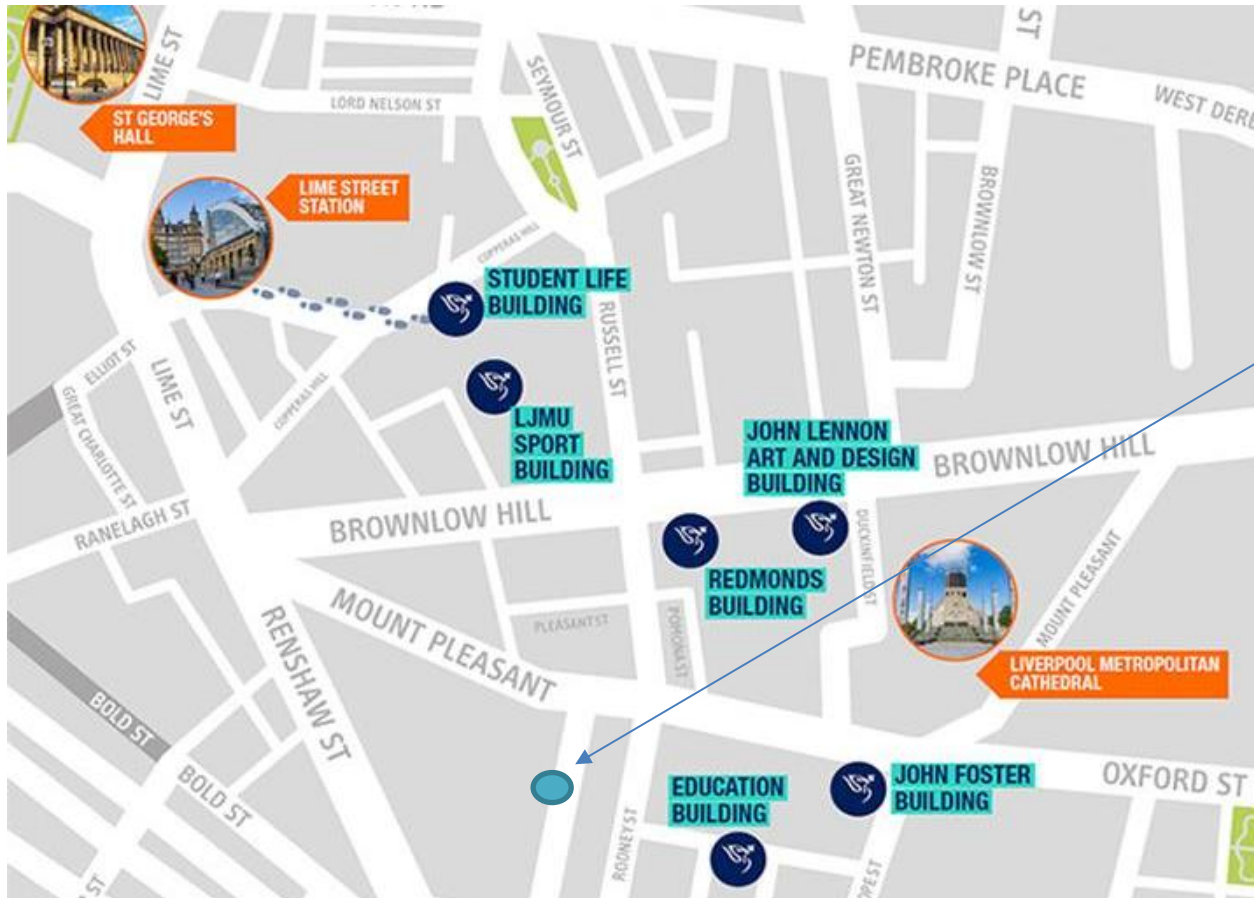 LIME ST
ST GEORGE'S
HALL
LORD NELSON ST
SEYMOUR ST
ST
PEMBROKE PLACE
WEST DERB
LIME STREET
STATION
COPPERAS HILL
STUDENT LIFE
BUILDING
GREAT NEWTON ST
BROWNLOW ST
RUSSELL ST
ELLIOT ST
LIME ST
GREAT CHARLOTTE ST
COPPERAS HILL
LJMU
SPORT
BUILDING
JOHN LENNON
ART AND DESIGN
BUILDING
BROWNLOW HILL
RANELAGH ST
BROWNLOW HILL
DUCKINFIELD ST
REDMONDS
BUILDING
MOUNT PLEASANT
PLEASANT ST
POMONA ST
MOUNT PLEASANT
RENSHAW ST
LIVERPOOL METROPOLITAN
CATHEDRAL
BOLD ST
BOLD ST
EDUCATION
BUILDING
JOHN FOSTER
BUILDING
OXFORD ST
RODNEY ST
ST